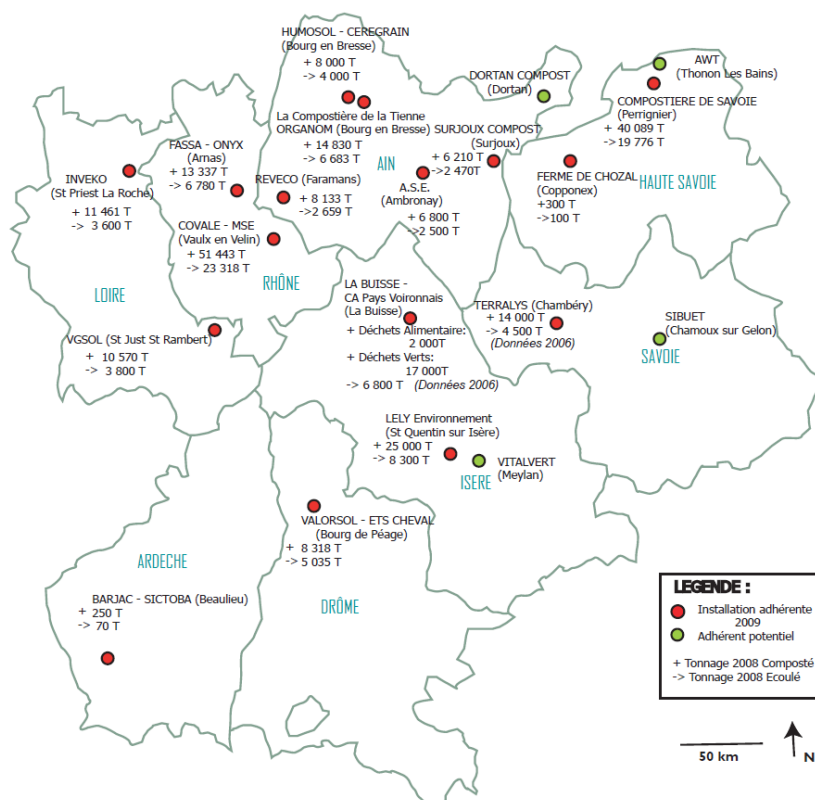 HUMOSOL - CEREGRAIN
(Bourg en Bresse)
+ 8 000 T
-> 4 000 T
La Compostière de la Tienne
ORGANOM (Bourg en Bresse)
+ 14 830 T
-> 6 683 T
DORTAN COMPOST
(Dortan)
AWT
(Thonon Les Bains)
COMPOSTIERE DE SAVOIE
(Perrignier)
+ 40 089 T
->19 776 T
SURJOUX COMPOST
(Surjoux)
+ 6 210 T
->2 470T
FASSA - ONYX
(Arnas)
+ 13 337 T
-> 6 780 T
INVEKO
(St Priest La Roche)
+ 11 461 T
-> 3 600 T
REVECO (Faramans)
+ 8 133 T
->2 659 T
AIN
A.S.E.
(Ambronay)
+ 6 800 T
->2 500 T
FERME DE CHOZAL
(Copponex)
+300 T
->100 T
HAUTE SAVOIE
COVALE - MSE
(Vaulx en Velin)
+ 51 443 T
-> 23 318 T
LOIRE
RHÔNE
LA BUISSE -
CA Pays Voironnais
(La Buisse)
+ Déchets Alimentaire:
2 000T
+ Déchets Verts:
17 000T
-> 6 800 T (Données 2006)
TERRALYS (Chambéry)
+ 14 000 T
-> 4 500 T
(Données 2006)
SIBUET
(Chamoux sur Gelon)
SAVOIE
VGSOL (St Just St Rambert)
+ 10 570 T
-> 3 800 T
LELY Environnement
(St Quentin sur Isère)
+ 25 000 T
-> 8 300 T
VITALVERT
(Meylan)
ISERE
VALORSOL - ETS CHEVAL
(Bourg de Péage)
+ 8 318 T
-> 5 035 T
ARDECHE
BARJAC - SICTOBA (Beaulieu)
+ 250 T
-> 70 T
DRÔME
LEGENDE :
Installation adhérente
2009
Adhérent potentiel
+ Tonnage 2008 Composté
-> Tonnage 2008 Ecoulé
50 km
N